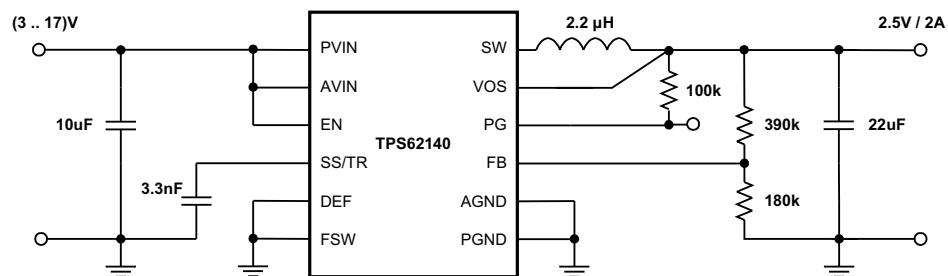 (3 .. 17)V
2.2 µH
2.5V / 2A
PVIN
SW
AVIN
VOS
100k
10uF
EN
PG
TPS62140
390k
22uF
SS/TR
FB
3.3nF
DEF
AGND
180k
FSW
PGND